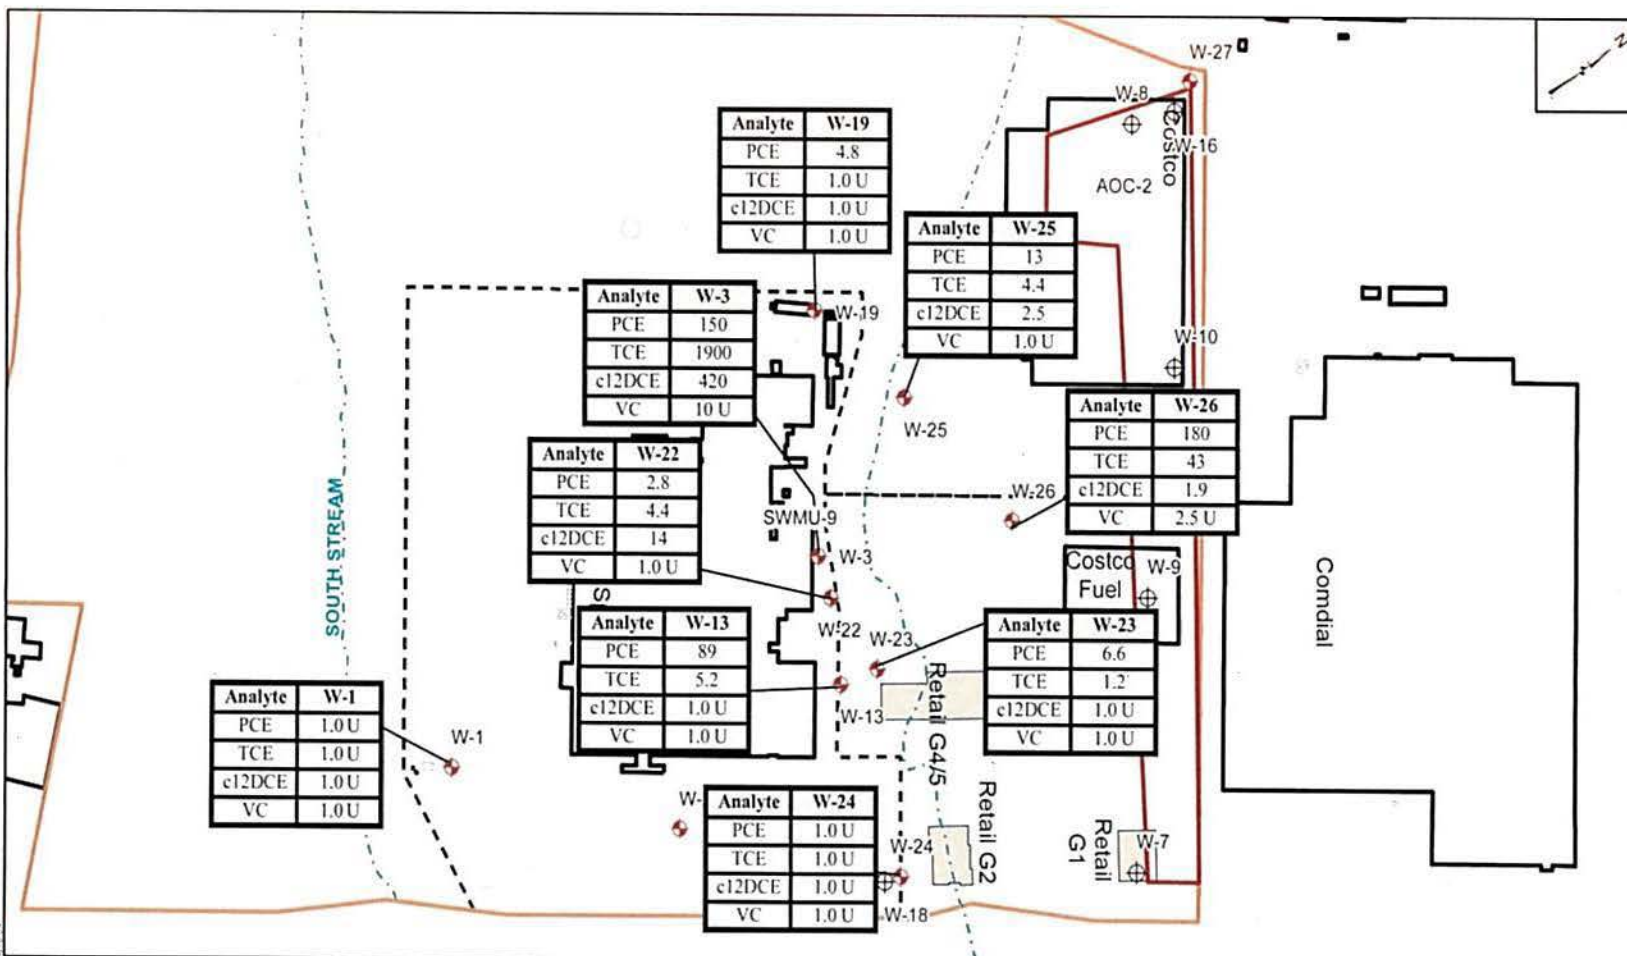 W-27
W-8
Costco
W-16
AOC-2
Analyte W-19
PCE 4.8
TCE 1.0 U
c12DCE 1.0 U
VC 1.0 U
W-19
Analyte W-25
PCE 13
TCE 4.4
c12DCE 2.5
VC 1.0 U
W-25
W-10
Analyte W-3
PCE 150
TCE 1900
c12DCE 420
VC 10 U
SWMU-9
W-3
Analyte W-26
PCE 180
TCE 43
c12DCE 1.9
VC 2.5 U
W-26
Analyte W-22
PCE 2.8
TCE 4.4
c12DCE 14
VC 1.0 U
W-22
SOUTH STREAM
Costco
Fuel
W-9
Comdial
Analyte W-13
PCE 89
TCE 5.2
c12DCE 1.0 U
VC 1.0 U
W-13
W-23
Analyte W-23
PCE 6.6
TCE 1.2
c12DCE 1.0 U
VC 1.0 U
Retail G4/5
Analyte W-1
PCE 1.0 U
TCE 1.0 U
c12DCE 1.0 U
VC 1.0 U
W-1
W-
Analyte W-24
PCE 1.0 U
TCE 1.0 U
c12DCE 1.0 U
VC 1.0 U
W-24
W-18
Retail G2
Retail
G1
W-7